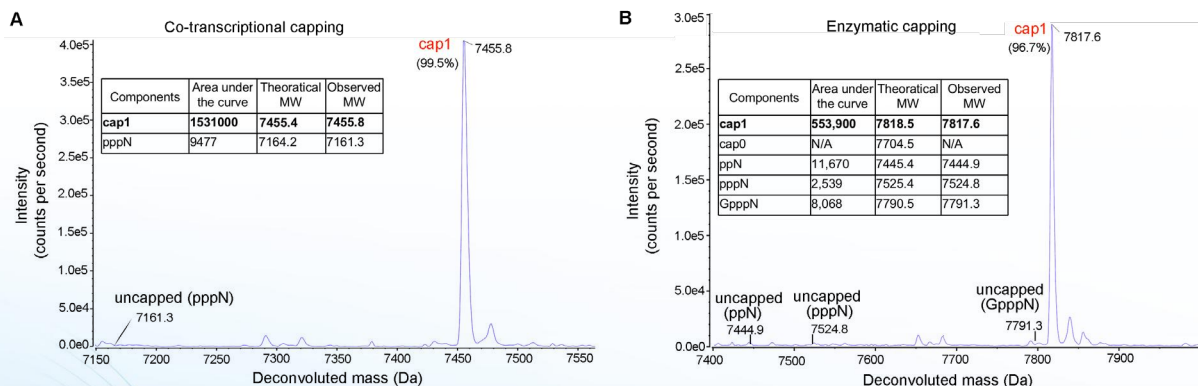 A
Co-transcriptional capping
4.0e5
3.5e5
3.0e5
2.5e5
2.0e5
1.5e5
1.0e5
5.0e4
0.0e0
Intensity
(counts per second)
cap1
(99.5%)
7455.8
Components Area under the curve Theoratical MW Observed MW
cap1 1531000 7455.4 7455.8
pppN 9477 7164.2 7161.3
uncapped (pppN)
7161.3
7150 7200 7250 7300 7350 7400 7450 7500 7550
Deconvoluted mass (Da)
B
Enzymatic capping
3.0e5
2.5e5
2.0e5
1.5e5
1.0e5
5.0e4
0.0e0
Intensity
(counts per second)
cap1
(96.7%)
7817.6
Components Area under the curve Theoratical MW Observed MW
cap1 553,900 7818.5 7817.6
cap0 N/A 7704.5 N/A
ppN 11,670 7445.4 7444.9
pppN 2,539 7525.4 7524.8
GpppN 8,068 7790.5 7791.3
uncapped
(ppN)
7444.9
uncapped
(pppN)
7524.8
uncapped
(GpppN)
7791.3
7400 7500 7600 7700 7800 7900
Deconvoluted mass (Da)